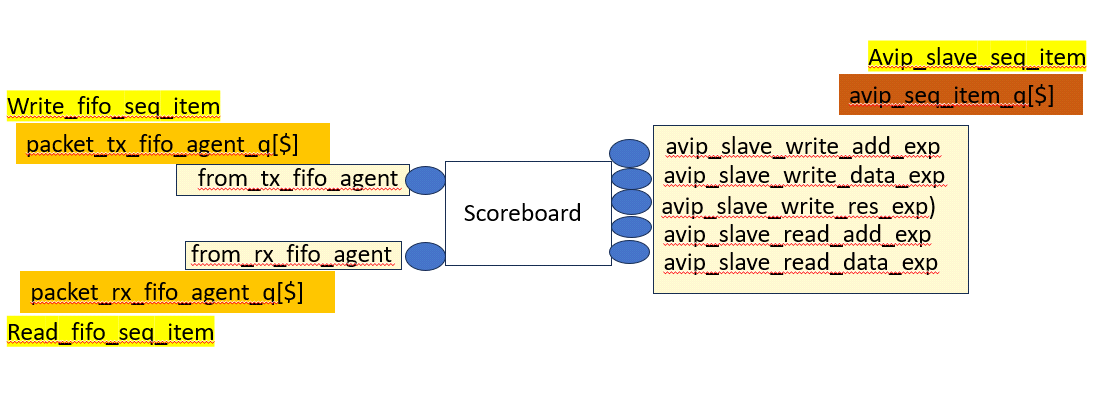 Avip_slave_seq_item
avip_seq_item_q[$]
Write_fifo_seq_item
packet_tx_fifo_agent_q[$]
from_tx_fifo_agent
Scoreboard
avip_slave_write_add_exp
avip_slave_write_data_exp
avip_slave_write_res_exp)
avip_slave_read_add_exp
avip_slave_read_data_exp
from_rx_fifo_agent
packet_rx_fifo_agent_q[$]
Read_fifo_seq_item